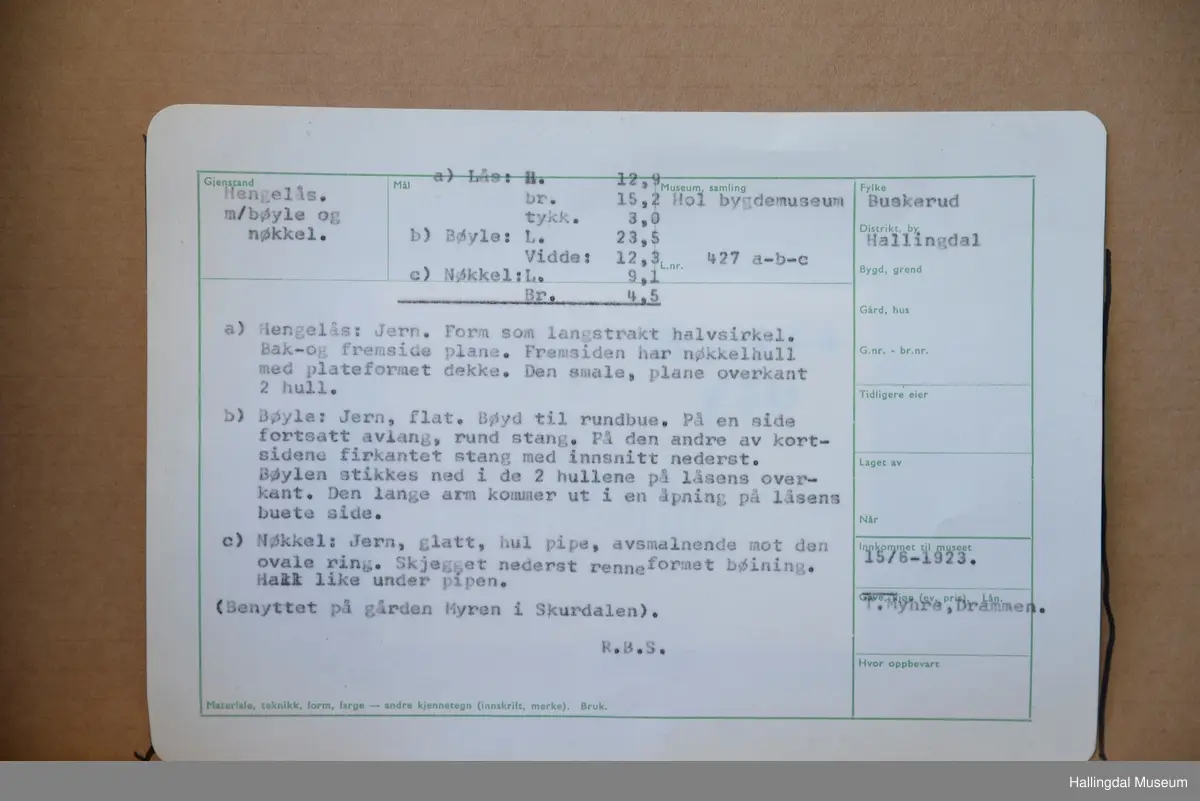 Gjenstand
Hengelås.
m/bøyle og
nøkkel.
Mål
a) Lås: H. 12,9
br. 15,2
tykk. 3,0
b) Bøyle: L. 23,5
Vidde: 12,3
c) Nøkkel:L. 9,1
Br. 4,5
Museum, samling
Hol bygdemuseum
L.nr. 427 a-b-c
Fylke
Buskerud
Distrikt, by
Hallingdal
Bygd, grend
Gård, hus
G.nr. - br.nr.
Tidligere eier
Laget av
Når
Innkommet til museet
15/6-1923.
Gave, kjøp (ev. pris). Lån.
T.Myhre,Drammen.
Hvor oppbevart
a) Hengelås: Jern. Form som langstrakt halvsirkel.
Bak-og fremside plane. Fremsiden har nøkkelhull
med plateformet dekke. Den smale, plane overkant
2 hull.
b) Bøyle: Jern, flat. Bøyd til rundbue. På en side
fortsatt avlang, rund stang. På den andre av kort-
sidene firkantet stang med innsnitt nederst.
Bøylen stikkes ned i de 2 hullene på låsens over-
kant. Den lange arm kommer ut i en åpning på låsens
buete side.
c) Nøkkel: Jern, glatt, hul pipe, avsmalnende mot den
ovale ring. Skjegget nederst renneformet bøining.
Hakk like under pipen.
(Benyttet på gården Myren i Skurdalen).
R.B.S.
Materiale, teknikk, form, farge — andre kjennetegn (innskrift, merke). Bruk.
Hallingdal Museum